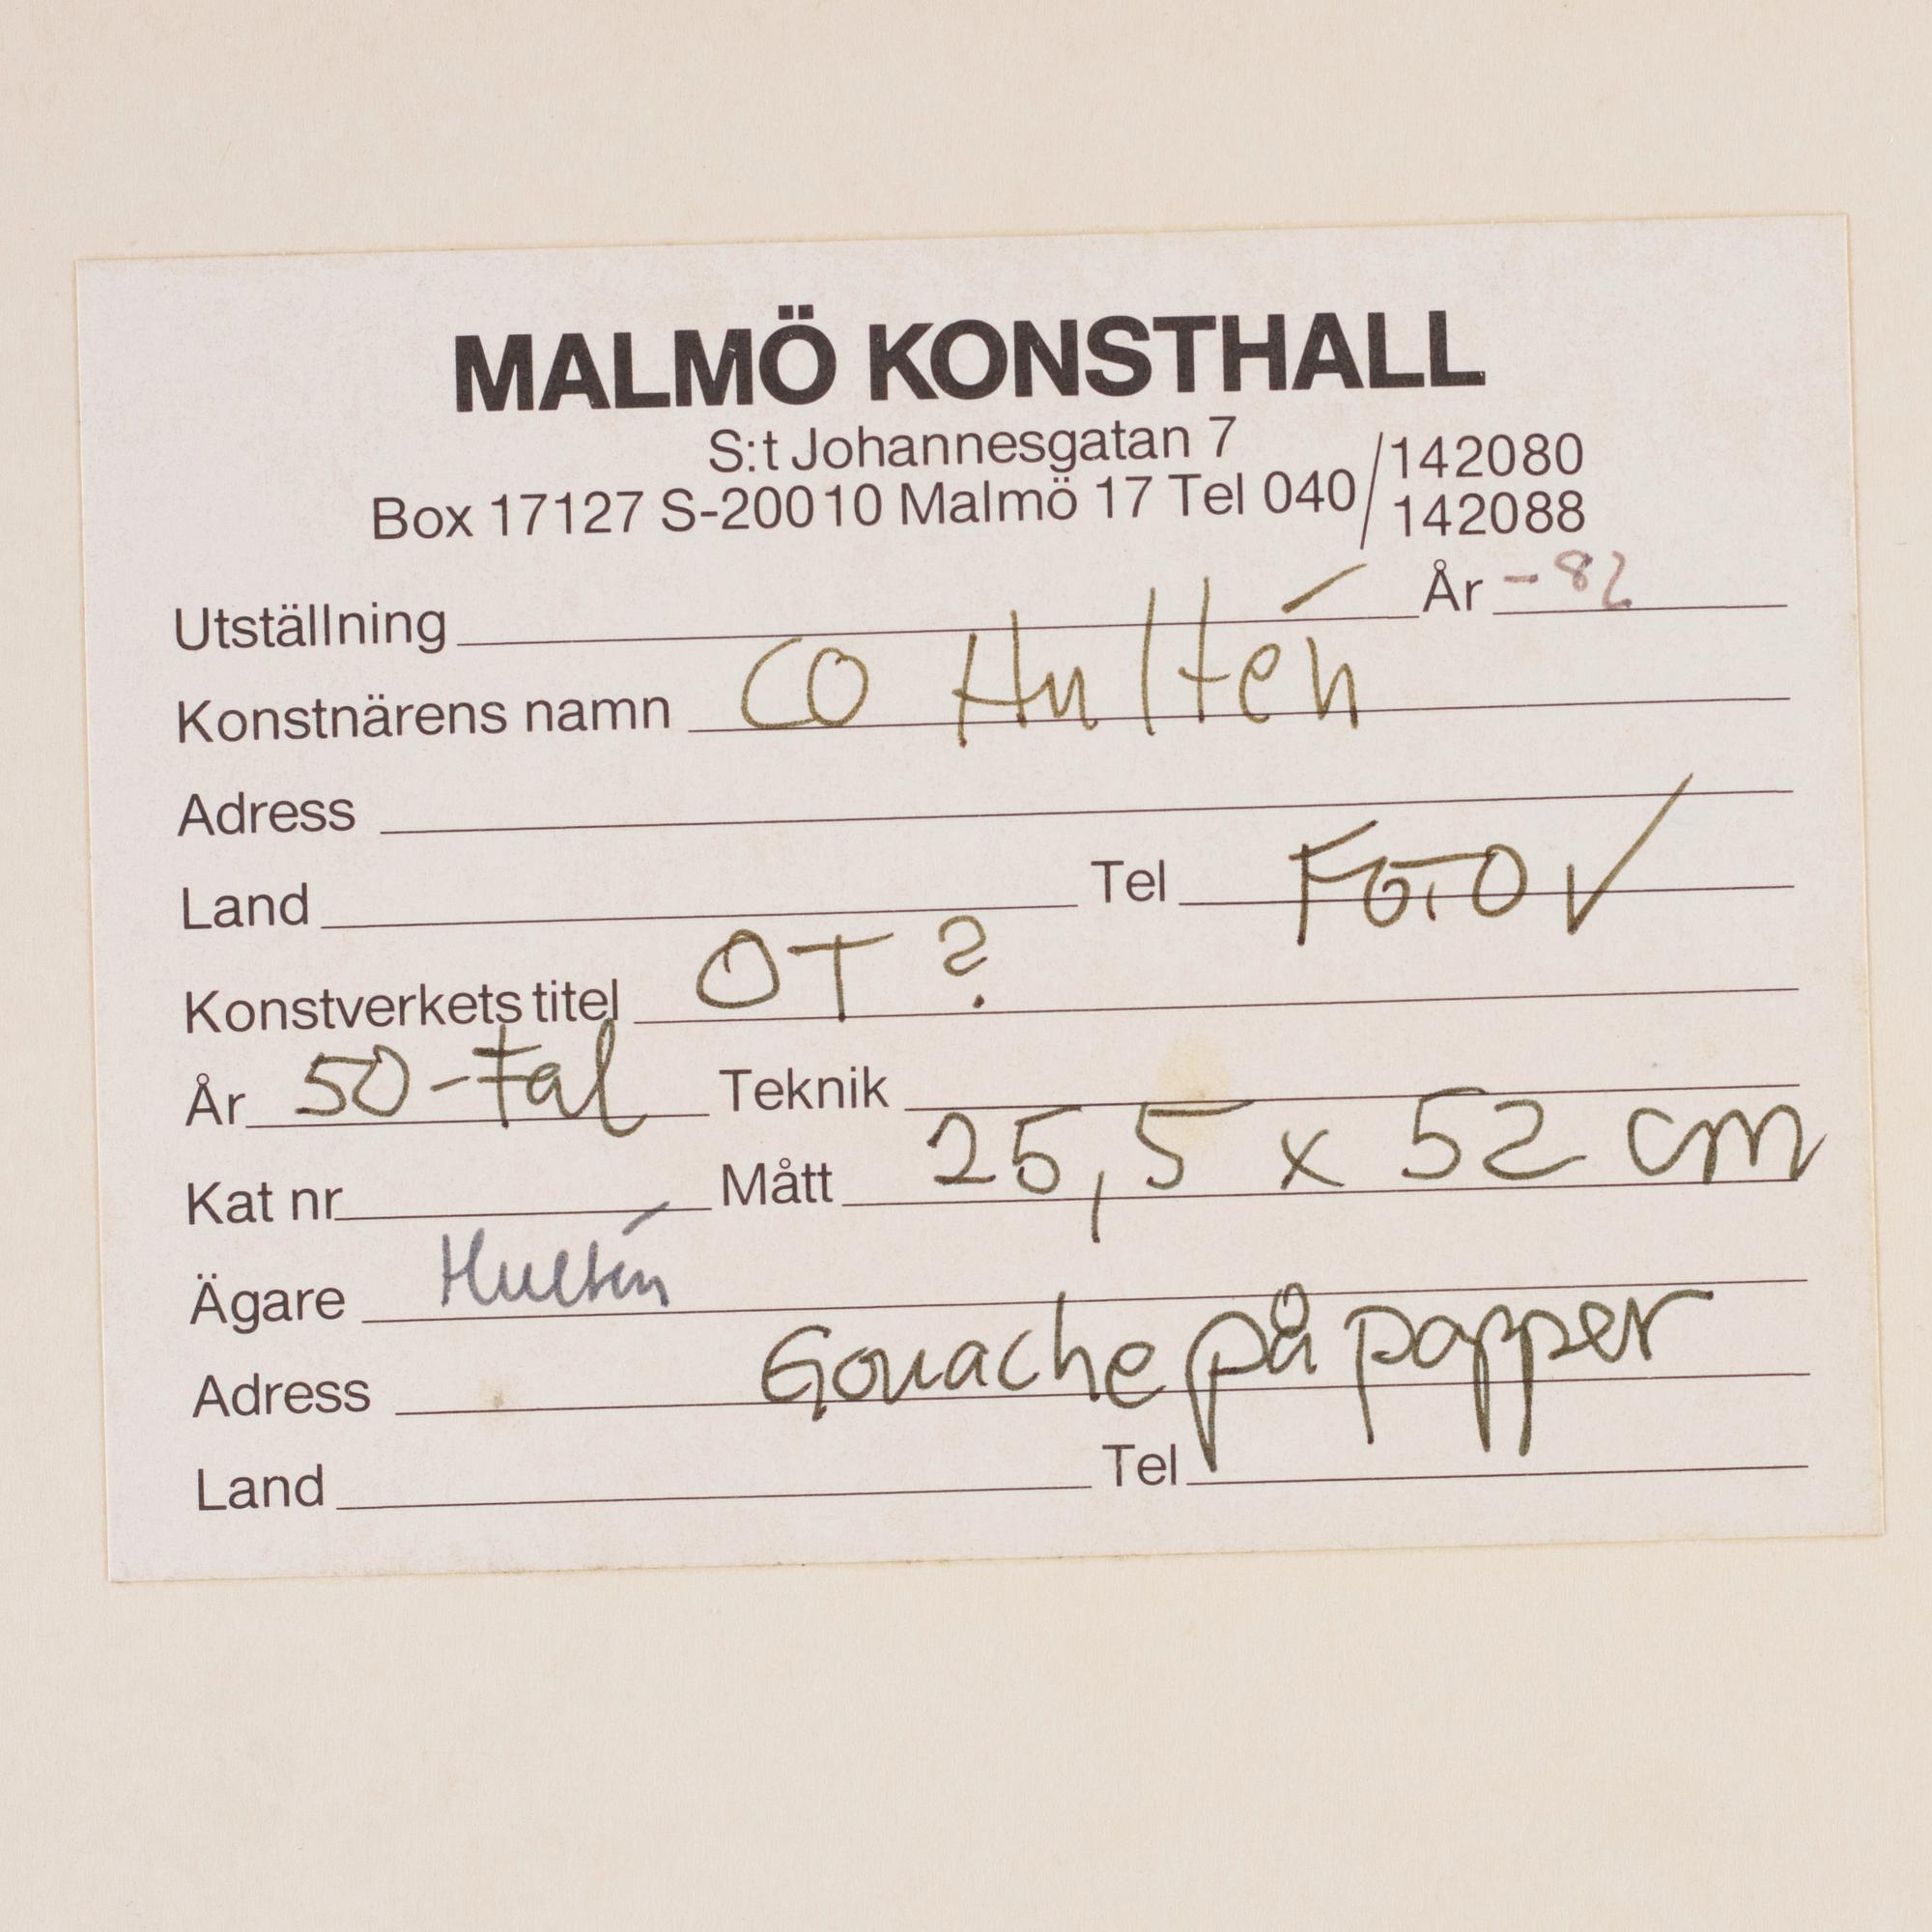 MALMÖ KONSTHALL
S:t Johannesgatan 7
Box 17127 S-200 10 Malmö 17 Tel 040/142080
142088
Utställning År -82
Konstnärens namn CO Hultén
Adress
Land Tel FOTO ✓
Konstverkets titel OT ?
År 50-tal Teknik
Kat nr Mått 25,5 x 52 cm
Ägare Hultén
Adress Gouache på papper
Land Tel